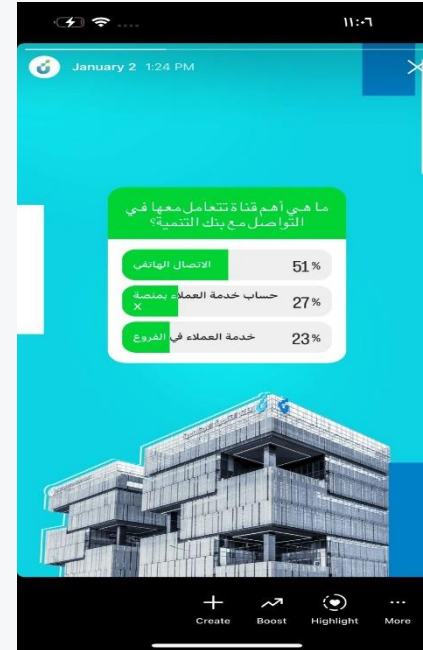 ١١:٠٦
January 2 1:24 PM
ما هي أهم قناة تتعامل معها في
التواصل مع بنك التنمية؟
الاتصال الهاتفي 51%
حساب خدمة العملاء بمنصة
X 27%
خدمة العملاء في الفروع 23%
Create Boost Highlight More